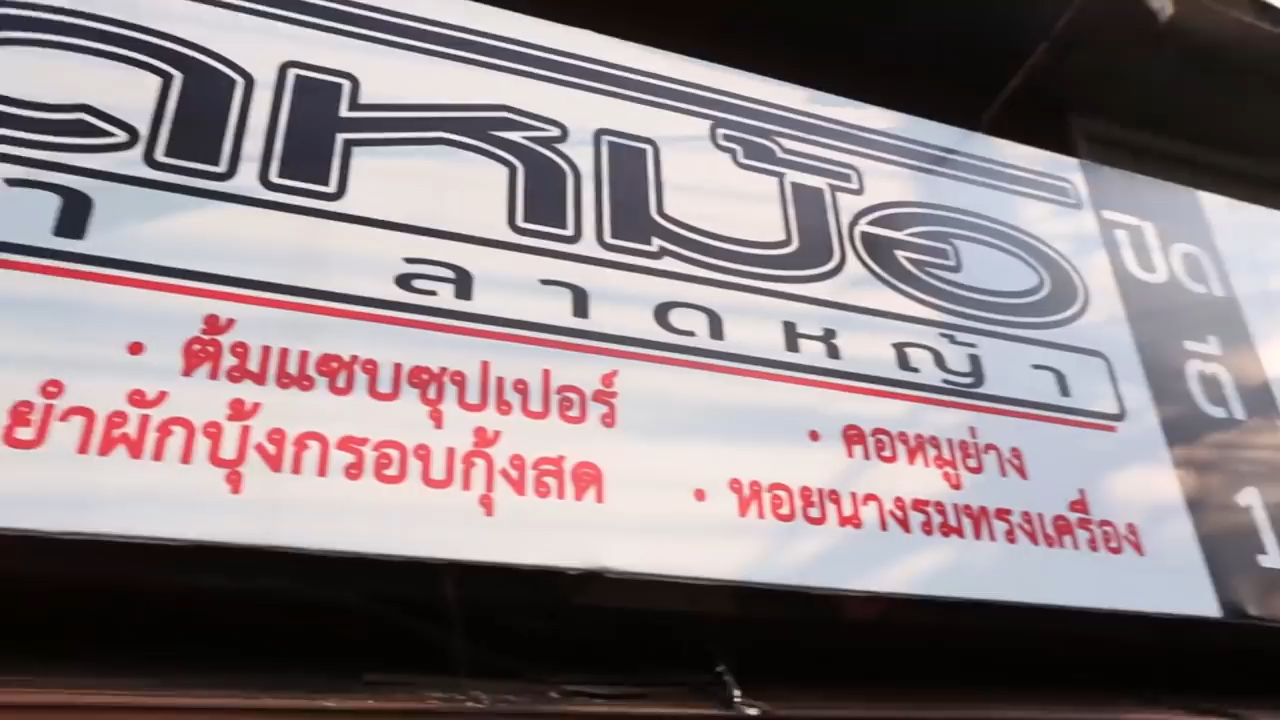 ดหม้อ
ลาดหญ้า
• ต้มแซบซุปเปอร์
ยำผักบุ้งกรอบกุ้งสด
• คอหมูย่าง
• หอยนางรมทรงเครื่อง
ปิด
ตี
1